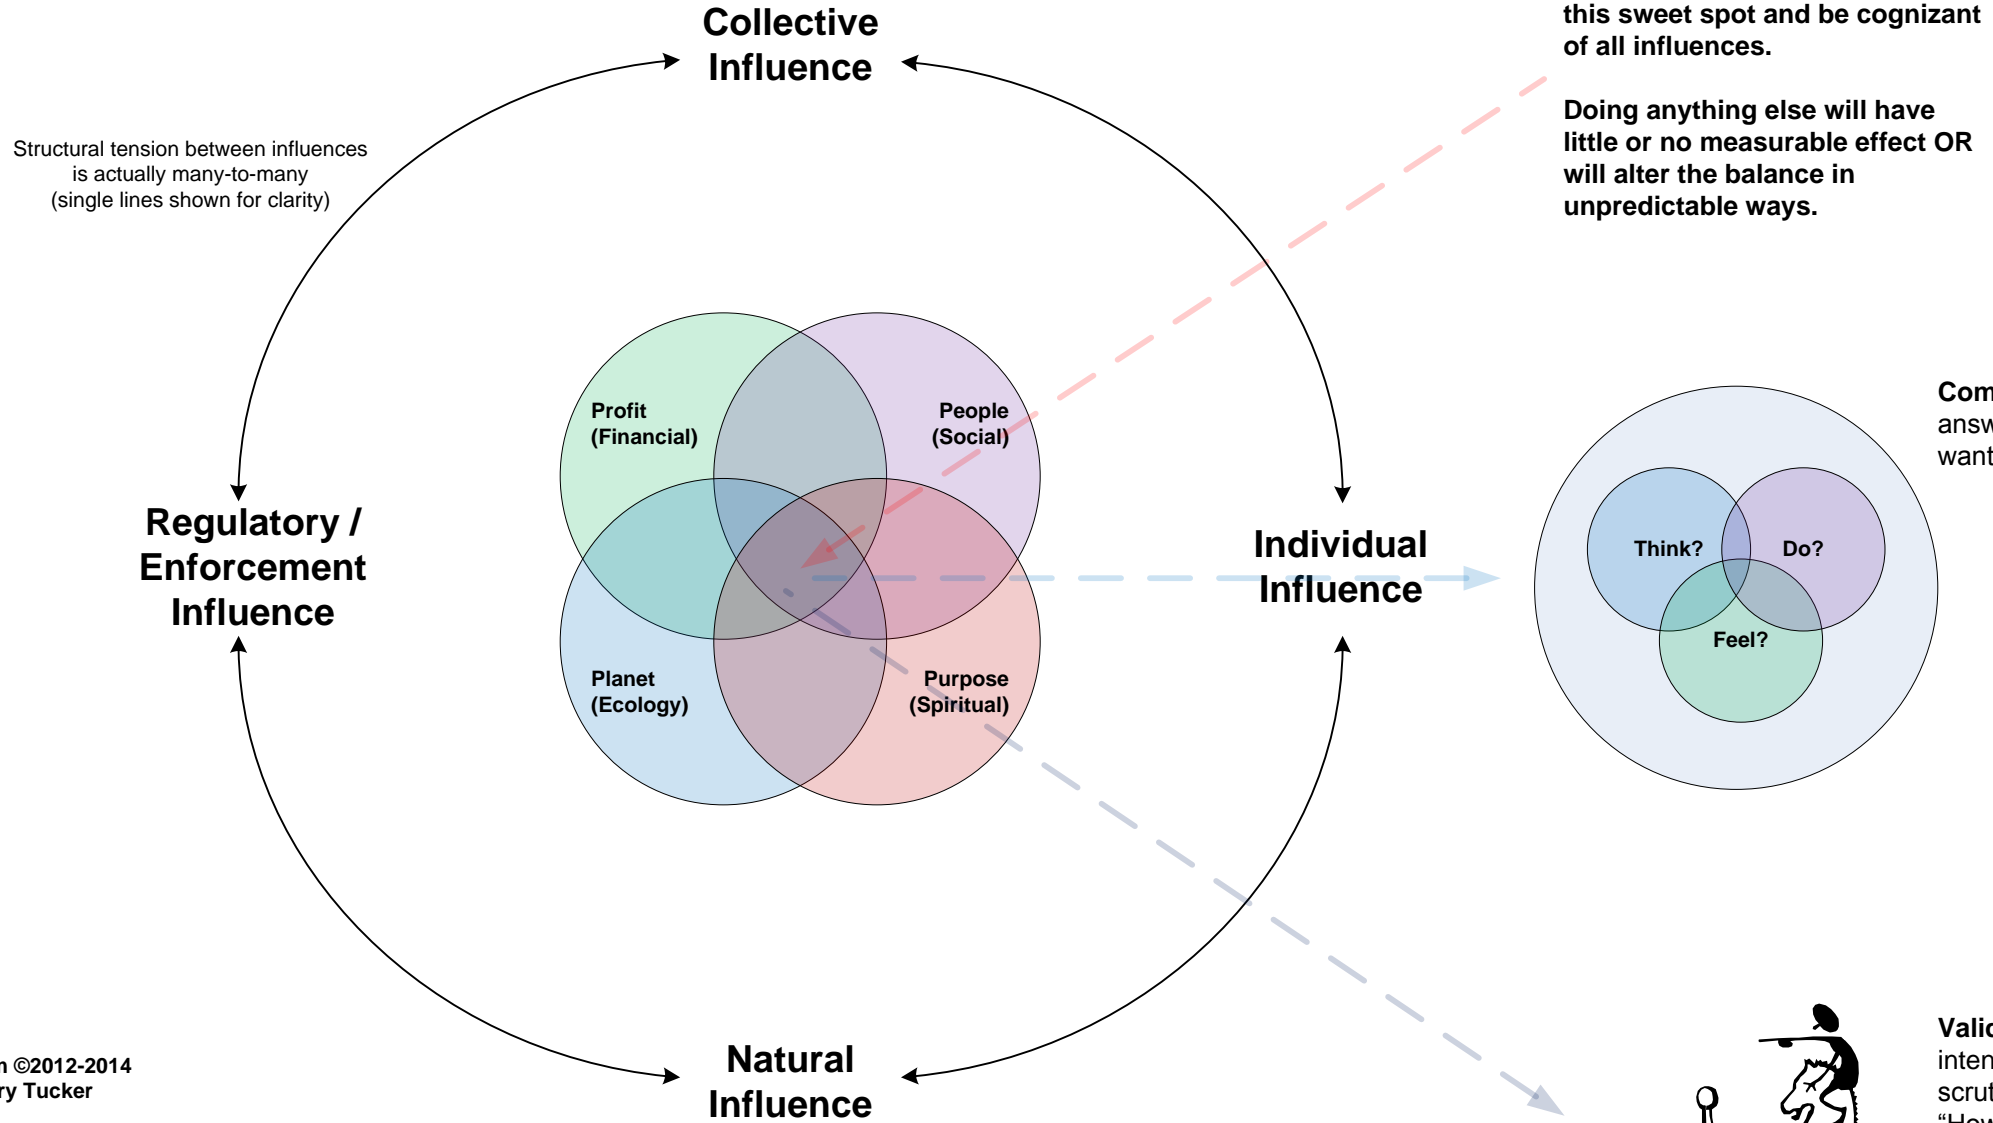 Collective
Influence
this sweet spot and be cognizant
of all influences.
Doing anything else will have
little or no measurable effect OR
will alter the balance in
unpredictable ways.
Structural tension between influences
is actually many-to-many
(single lines shown for clarity)
Profit
(Financial)
People
(Social)
Planet
(Ecology)
Purpose
(Spiritual)
Regulatory /
Enforcement
Influence
Individual
Influence
Think?
Do?
Feel?
want
Natural
Influence
©2012-2014
Tucker